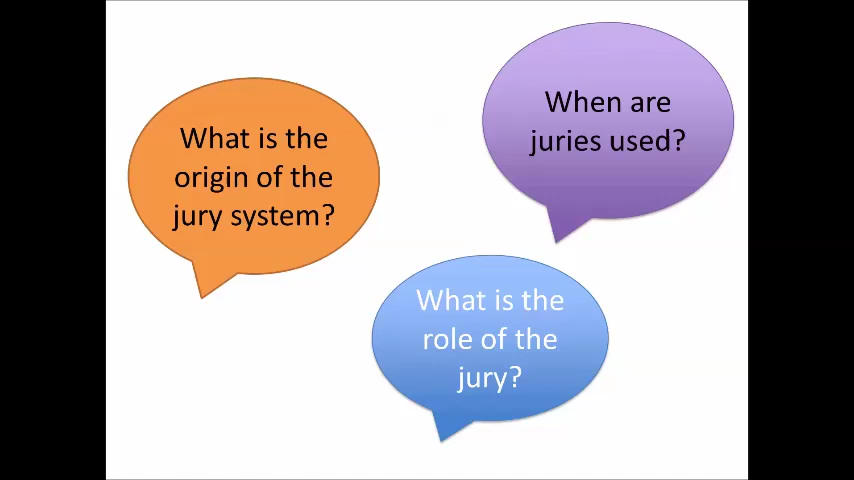 What is the
origin of the
jury system?
When are
juries used?
What is the
role of the
jury?